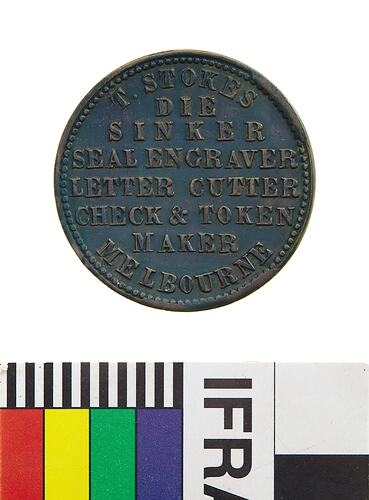 T. STOKES
DIE
SINKER
SEAL ENGRAVER
LETTER CUTTER
CHECK & TOKEN
MAKER
MELBOURNE
IFRA